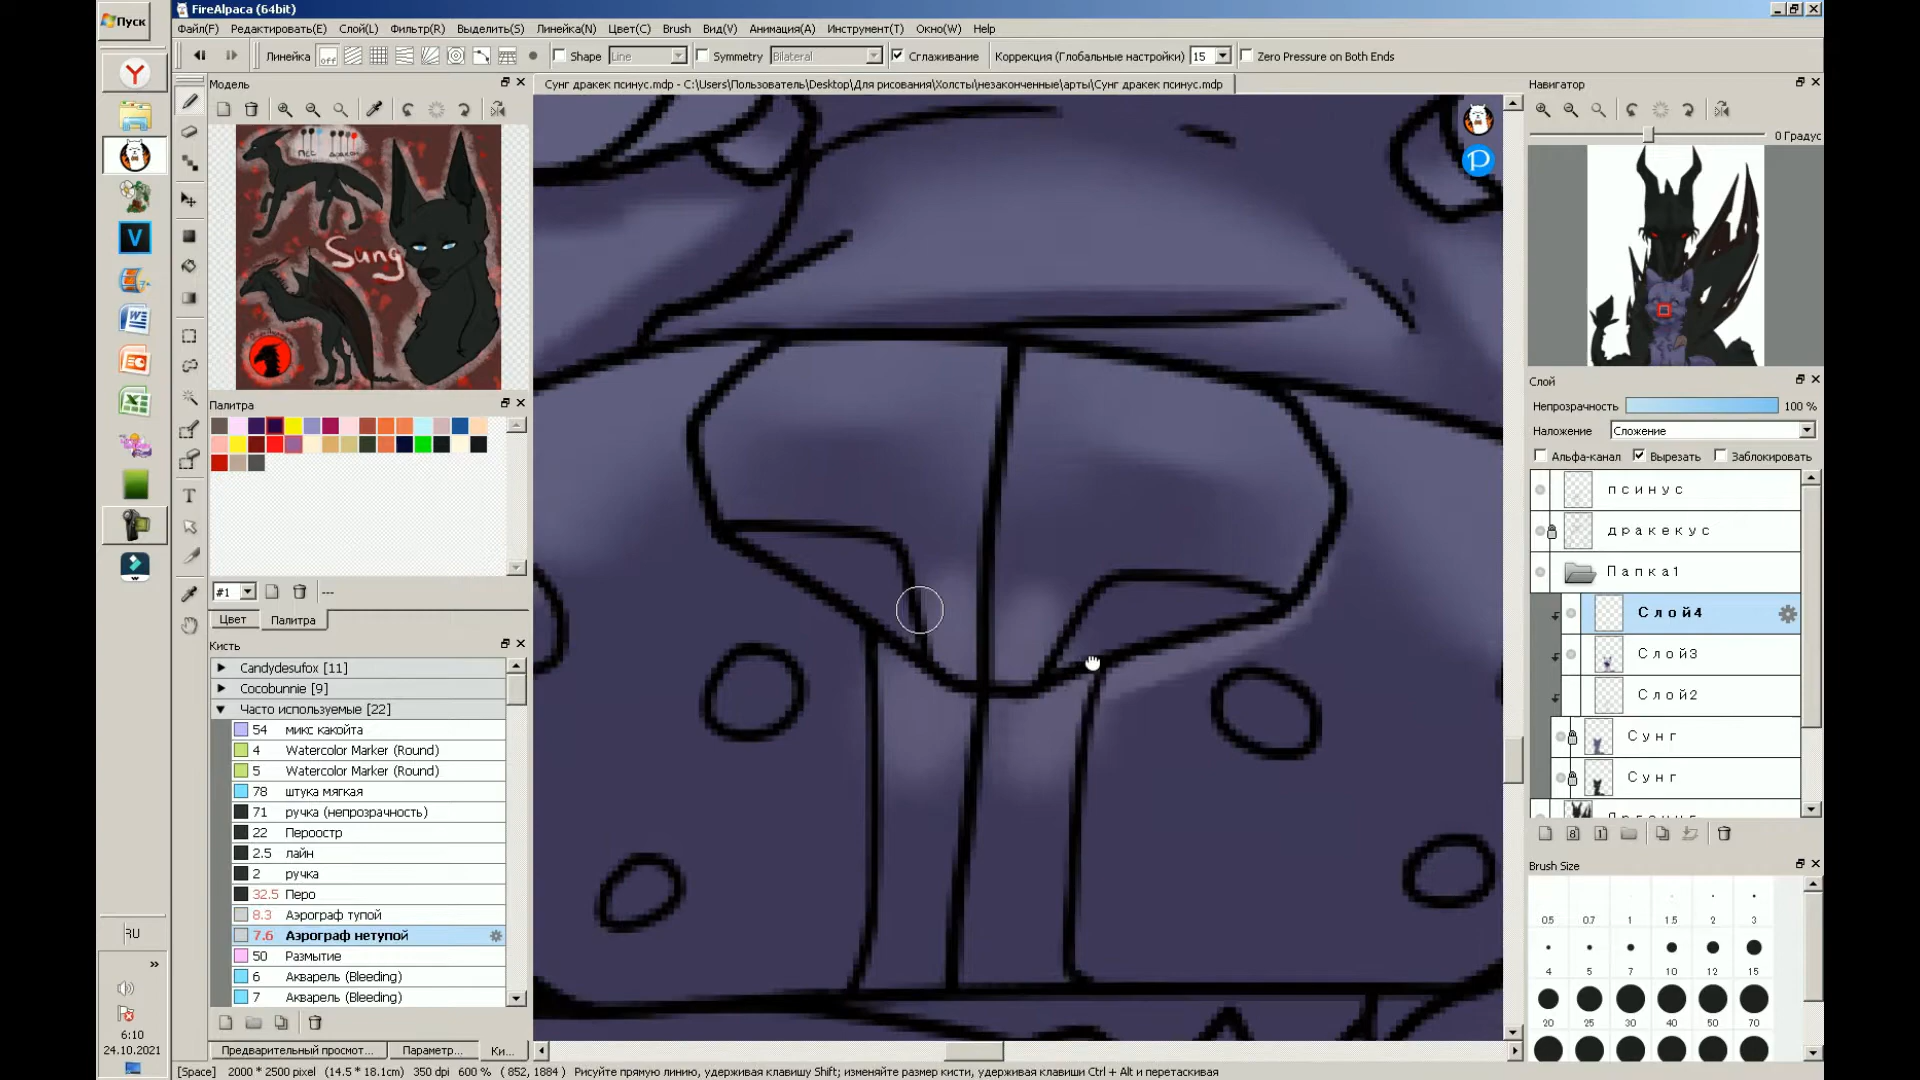 Пуск
FireAlpaca (64bit)
Файл(F) Редактировать(E) Слой(L) Фильтр(R) Выделить(S) Линейка(N) Цвет(C) Brush Вид(V) Анимация(A) Инструмент(T) Окно(W) Help
Линейка off Shape Line Symmetry Bilateral Сглаживание Коррекция (Глобальные настройки) 15 Zero Pressure on Both Ends
Модель
Сунг дракек псинус.mdp - C:\Users\Пользователь\Desktop\Для рисования\Холсты\незаконченные\арты\Сунг дракек псинус.mdp
Навигатор
0 Градус
Sung
Палитра
#1
---
Цвет Палитра
Кисть
Candydesufox [11]
Cocobunnie [9]
Часто используемые [22]
54 микс какойта
4 Watercolor Marker (Round)
5 Watercolor Marker (Round)
78 штука мягкая
71 ручка (непрозрачность)
22 Пероостр
2.5 лайн
2 ручка
32.5 Перо
8.3 Аэрограф тупой
7.6 Аэрограф нетупой
50 Размытие
6 Акварель (Bleeding)
7 Акварель (Bleeding)
Предварительный просмот... Параметр... Ки...
Слой
Непрозрачность 100 %
Наложение Сложение
Альфа-канал Вырезать Заблокировать
псинус
дракекус
Папка1
Слой4
Слой3
Слой2
Сунг
Сунг
Brush Size
0.5 0.7 1 1.5 2 3
4 5 7 10 12 15
20 25 30 40 50 70
RU
6:10
24.10.2021
[Space] 2000 * 2500 pixel (14.5 * 18.1cm) 350 dpi 600 % ( 852, 1884 ) Рисуйте прямую линию, удерживая клавишу Shift; изменяйте размер кисти, удерживая клавиши Ctrl + Alt и перетаскивая